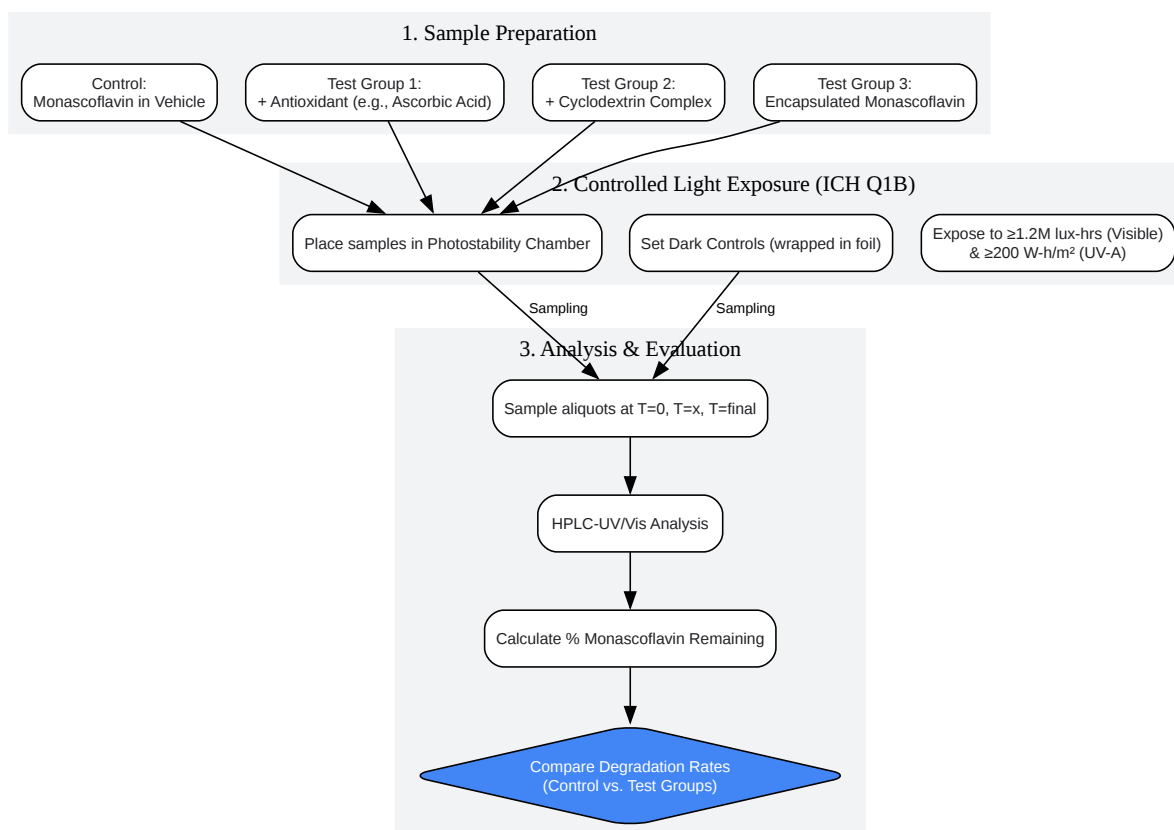 1. Sample Preparation
Control:
Monascoflavin in Vehicle
Test Group 1:
+ Antioxidant (e.g., Ascorbic Acid)
Test Group 2:
+ Cyclodextrin Complex
Test Group 3:
Encapsulated Monascoflavin
2. Controlled Light Exposure (ICH Q1B)
Place samples in Photostability Chamber
Set Dark Controls (wrapped in foil)
Expose to ≥1.2M lux-hrs (Visible)
& ≥200 W-h/m² (UV-A)
Sampling
Sampling
3. Analysis & Evaluation
Sample aliquots at T=0, T=x, T=final
HPLC-UV/Vis Analysis
Calculate % Monascoflavin Remaining
Compare Degradation Rates
(Control vs. Test Groups)